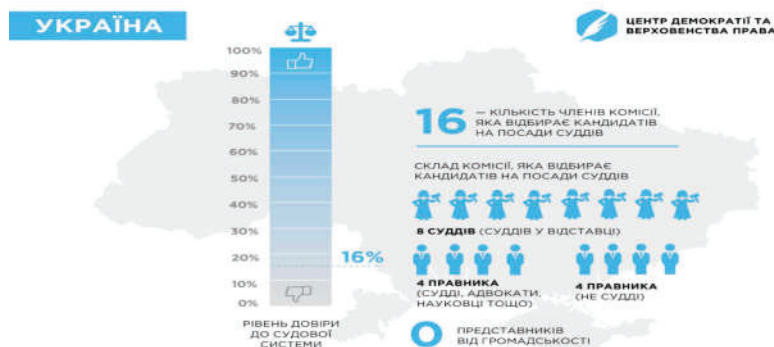 УКРАЇНА
ЦЕНТР ДЕМОКРАТІЇ ТА
ВЕРХОВЕНСТВА ПРАВА
100%
90%
80%
70%
60%
50%
40%
30%
20%
10%
0%
16%
РІВЕНЬ ДОВІРИ
ДО СУДОВОЇ
СИСТЕМИ
16 — КІЛЬКІСТЬ ЧЛЕНІВ КОМІСІЇ,
ЯКА ВІДБИРАЄ КАНДИДАТІВ
НА ПОСАДИ СУДДІВ
СКЛАД КОМІСІЇ, ЯКА ВІДБИРАЄ
КАНДИДАТІВ НА ПОСАДИ СУДДІВ
8 СУДДІВ (СУДДІВ У ВІДСТАВЦІ)
4 ПРАВНИКА
(СУДДІ, АДВОКАТИ,
НАУКОВЦІ ТОЩО)
4 ПРАВНИКА
(НЕ СУДДІ)
0 ПРЕДСТАВНИКІВ
ВІД ГРОМАДСЬКОСТІ